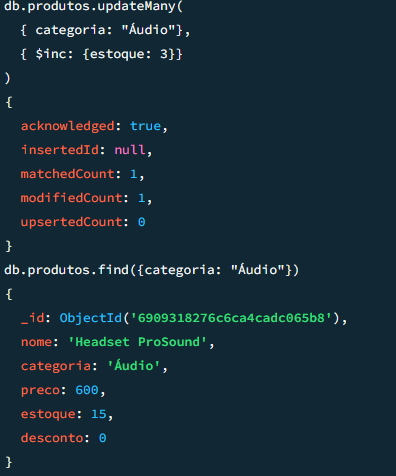 db.produtos.updateMany(
{ categoria: "Áudio"},
{ $inc: {estoque: 3}}
)
{
acknowledged: true,
insertedId: null,
matchedCount: 1,
modifiedCount: 1,
upsertedCount: 0
}
db.produtos.find({categoria: "Áudio"})
{
_id: ObjectId('6909318276c6ca4cadc065b8'),
nome: 'Headset ProSound',
categoria: 'Áudio',
preco: 600,
estoque: 15,
desconto: 0
}